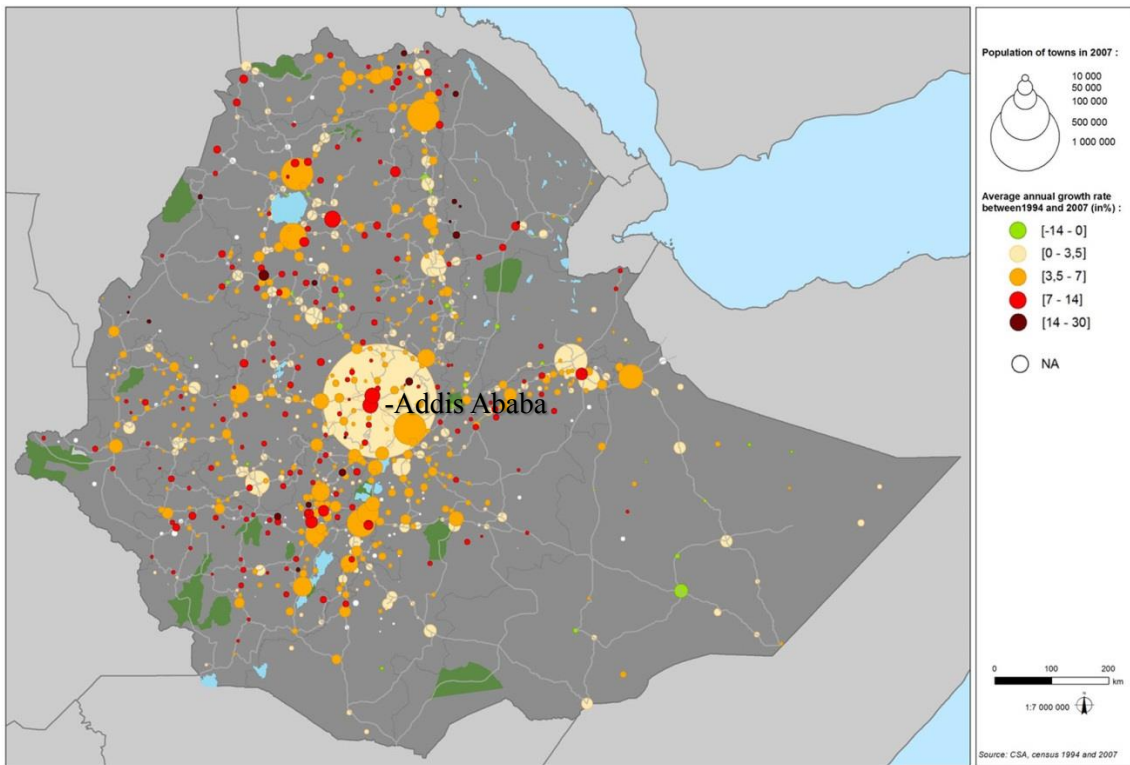 -Addis Ababa
Population of towns in 2007 :
10 000
50 000
100 000
500 000
1 000 000
Average annual growth rate
between1994 and 2007 (in%) :
[-14 - 0]
[0 - 3,5]
[3,5 - 7]
[7 - 14]
[14 - 30]
NA
0 100 200
km
1:7 000 000
Source: CSA, census 1994 and 2007